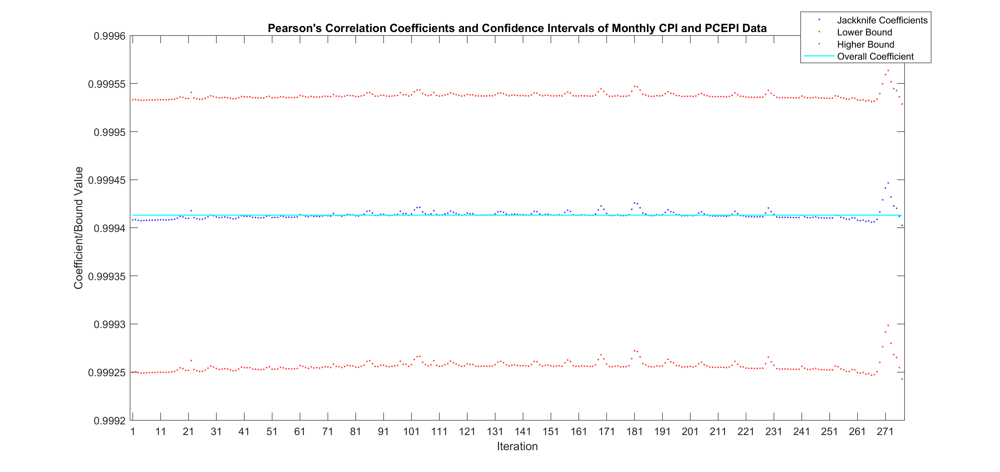 Pearson's Correlation Coefficients and Confidence Intervals of Monthly CPI and PCEPI Data
Jackknife Coefficients
Lower Bound
Higher Bound
Overall Coefficient
Coefficient/Bound Value
0.9996
0.99955
0.9995
0.99945
0.9994
0.99935
0.9993
0.99925
0.9992
1 11 21 31 41 51 61 71 81 91 101 111 121 131 141 151 161 171 181 191 201 211 221 231 241 251 261 271
Iteration